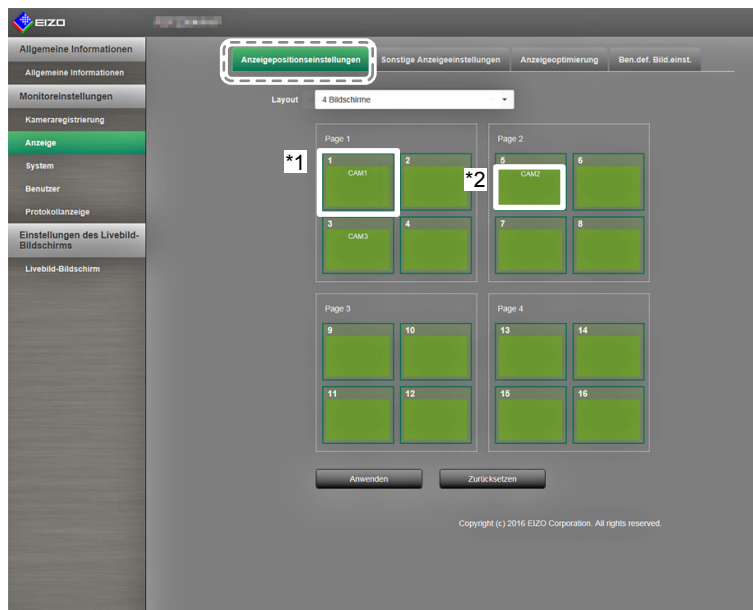 EIZO
Allgemeine Informationen
Allgemeine Informationen
Monitoreinstellungen
Kameraregistrierung
Anzeige
System
Benutzer
Protokollanzeige
Einstellungen des Livebild-
Bildschirms
Livebild-Bildschirm
Anzeigepositionseinstellungen Sonstige Anzeigeeinstellungen Anzeigeoptimierung Ben.def. Bild.einst.
Layout 4 Bildschirme
Page 1
*1
1 CAM1
2
3 CAM3
4
Page 2
*2
5 CAM2
6
7
8
Page 3
9
10
11
12
Page 4
13
14
15
16
Anwenden Zurücksetzen
Copyright (c) 2016 EIZO Corporation. All rights reserved.